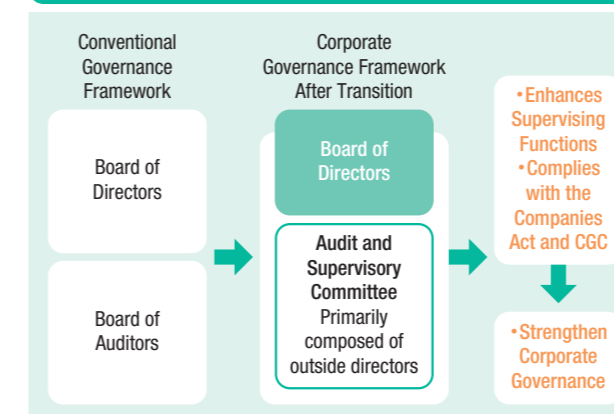 Conventional
Governance
Framework
Board of
Directors
Board of
Auditors
Corporate
Governance Framework
After Transition
Board of
Directors
Audit and
Supervisory
Committee
Primarily
composed of
outside directors
•Enhances
Supervising
Functions
•Complies
with the
Companies
Act and CGC
•Strengthen
Corporate
Governance